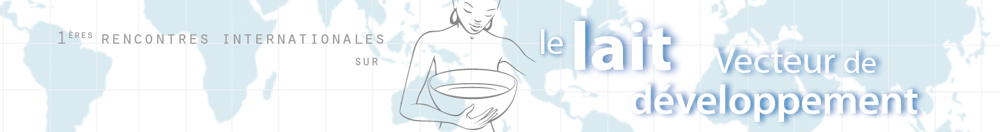 1ÈRES RENCONTRES INTERNATIONALES
SUR
le lait
Vecteur de
développement